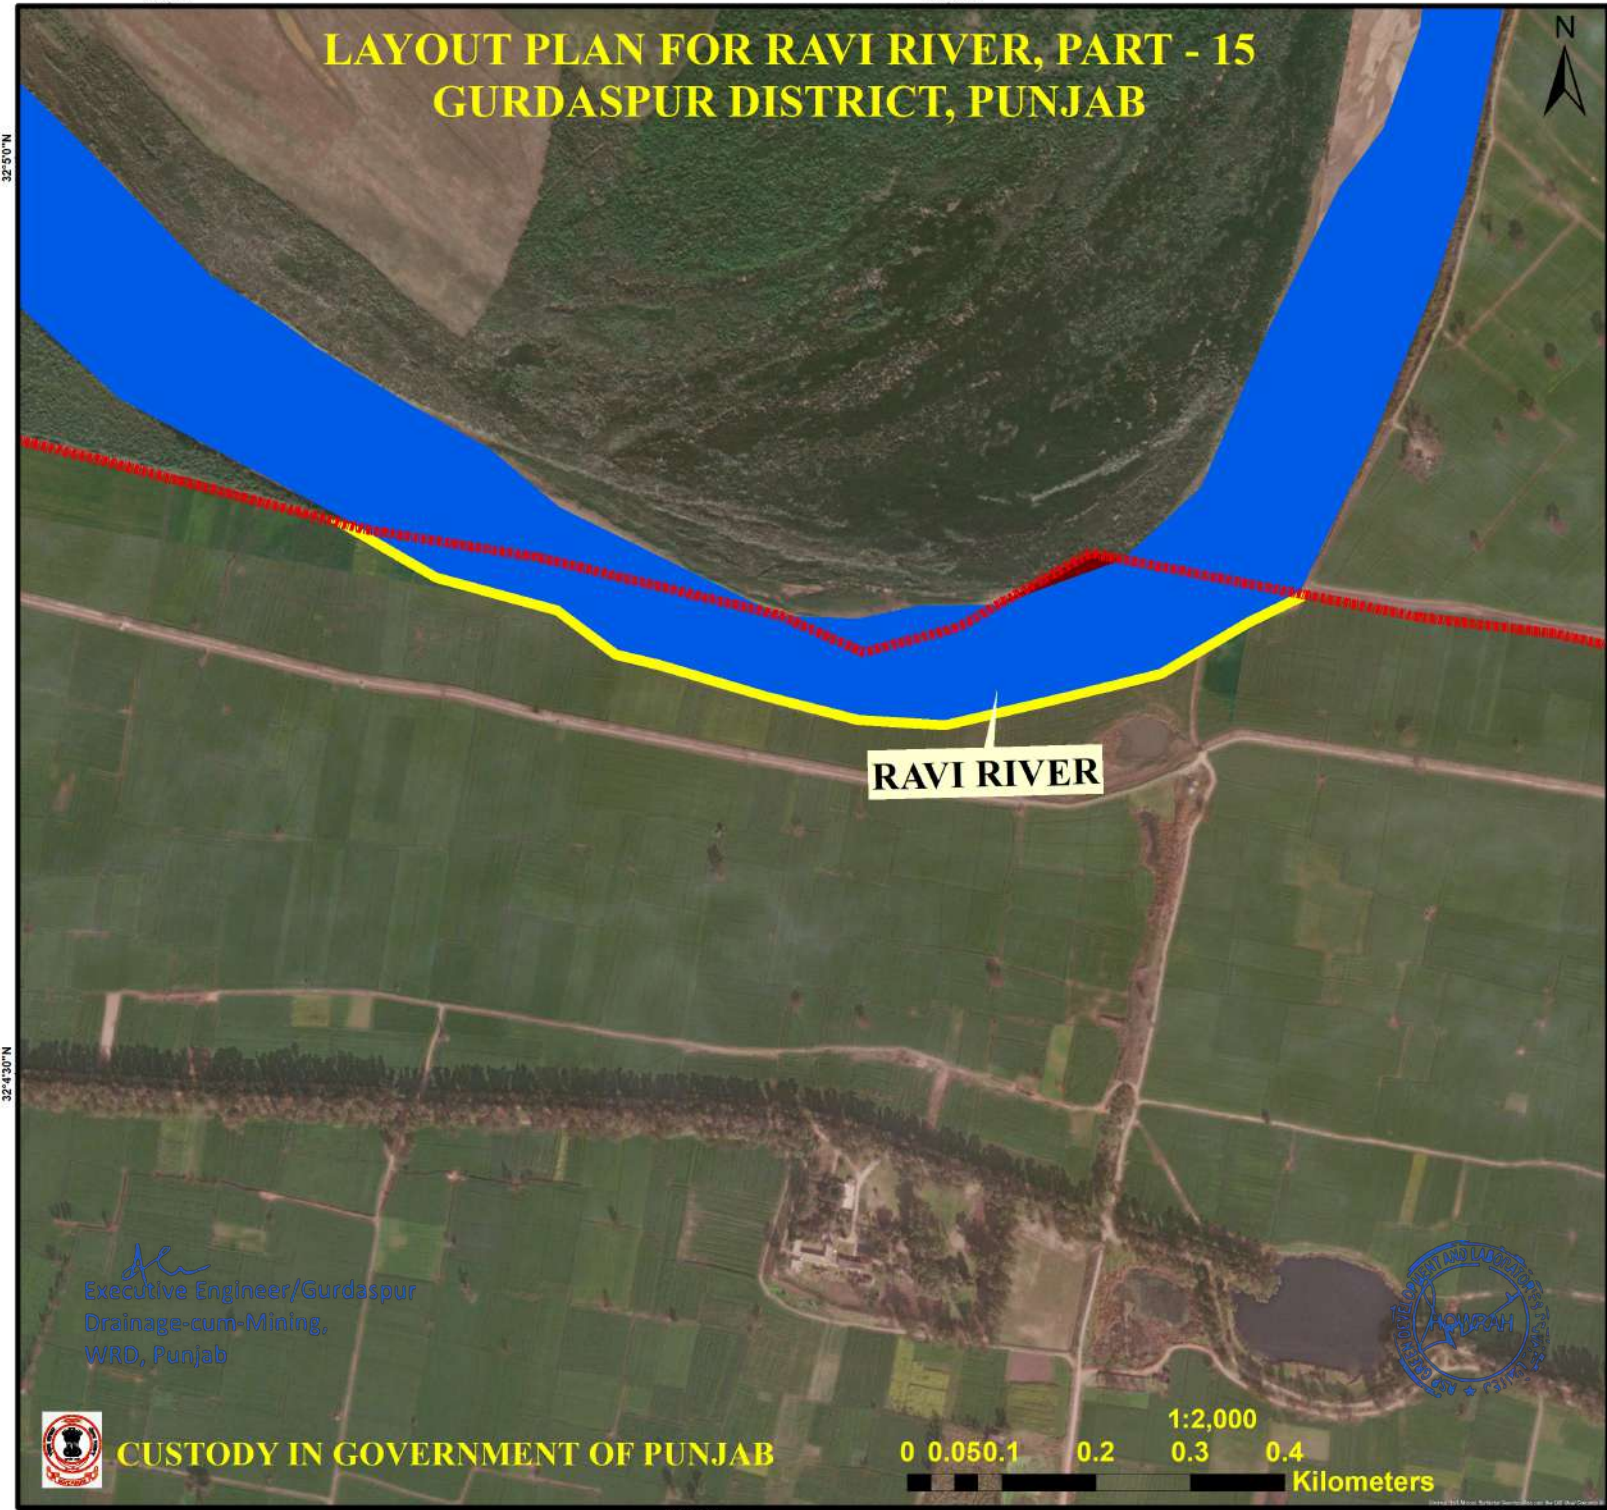 LAYOUT PLAN FOR RAVI RIVER, PART - 15
GURDASPUR DISTRICT, PUNJAB
N
32°5'0"N
RAVI RIVER
32°4'30"N
Executive Engineer/Gurdaspur
Drainage-cum-Mining,
WRD, Punjab
HOWRAH
1:2,000
CUSTODY IN GOVERNMENT OF PUNJAB
0 0.050.1 0.2 0.3 0.4
Kilometers